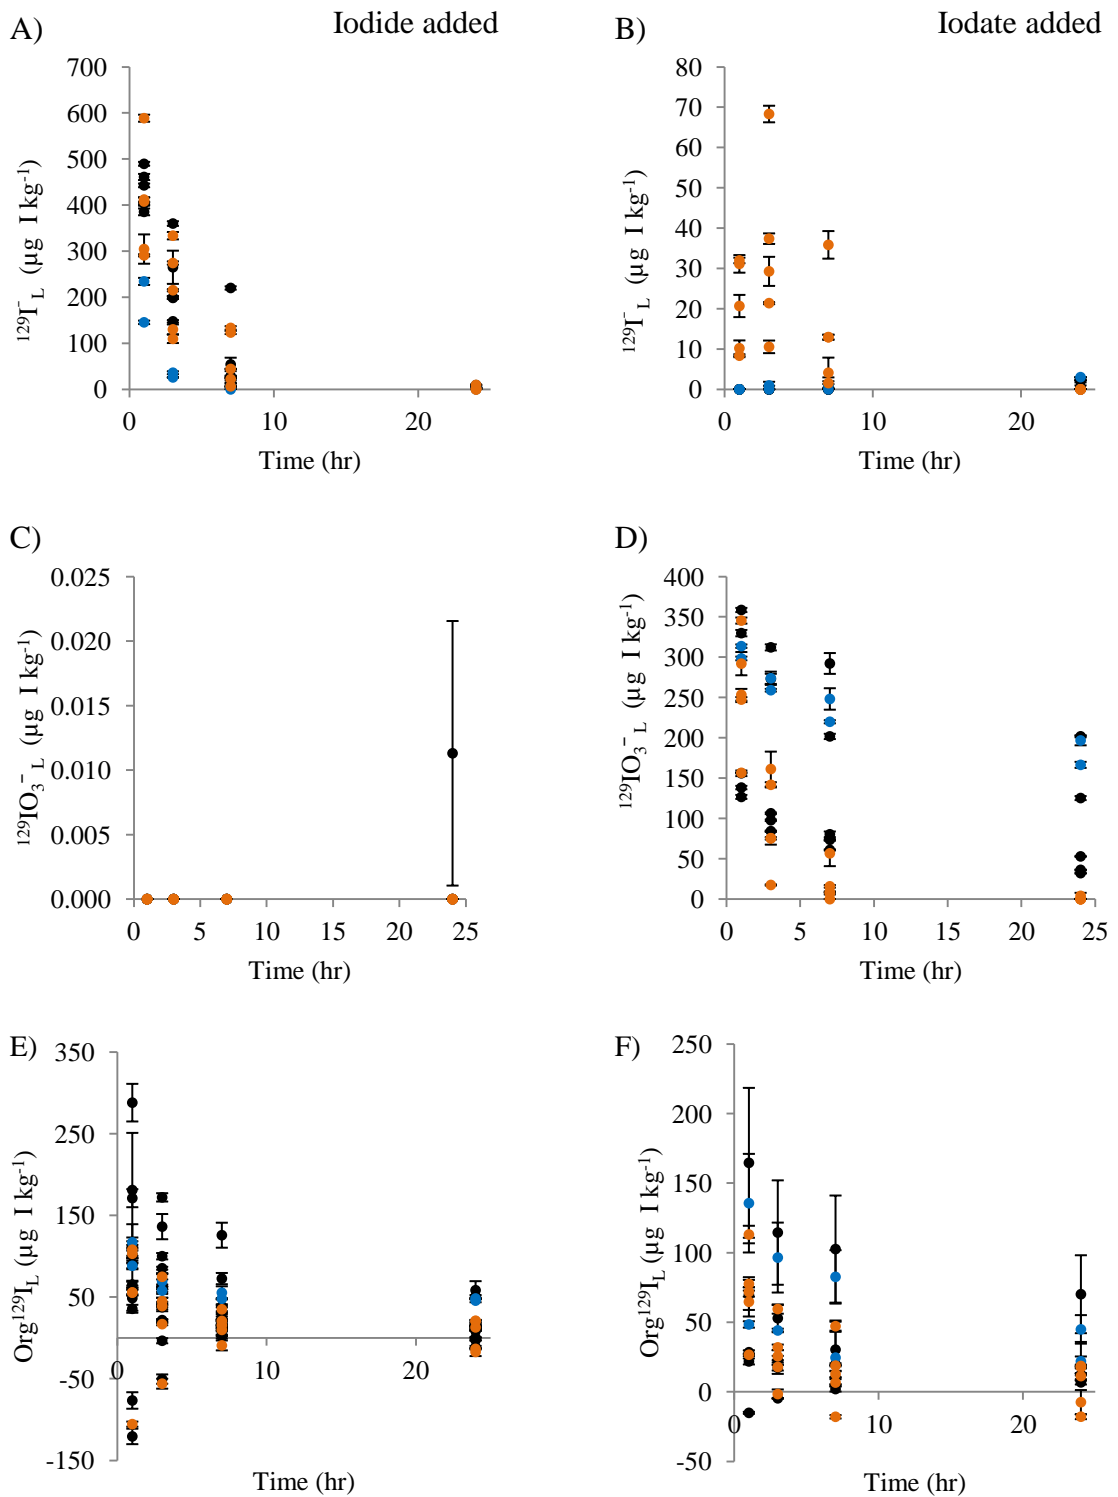 A) Iodide added
700
600
500
400
300
200
100
0
0 10 20
¹²⁹I⁻L (µg I kg⁻¹)
Time (hr)
B) Iodate added
80
70
60
50
40
30
20
10
0
0 10 20
¹²⁹I⁻L (µg I kg⁻¹)
Time (hr)
C)
0.025
0.020
0.015
0.010
0.005
0.000
0 5 10 15 20 25
¹²⁹IO₃⁻L (µg I kg⁻¹)
Time (hr)
D)
400
350
300
250
200
150
100
50
0
0 5 10 15 20 25
¹²⁹IO₃⁻L (µg I kg⁻¹)
Time (hr)
E)
350
250
150
50
-50
-150
0 10 20
Org¹²⁹IL (µg I kg⁻¹)
Time (hr)
F)
250
200
150
100
50
0
-50
0 10 20
Org¹²⁹IL (µg I kg⁻¹)
Time (hr)